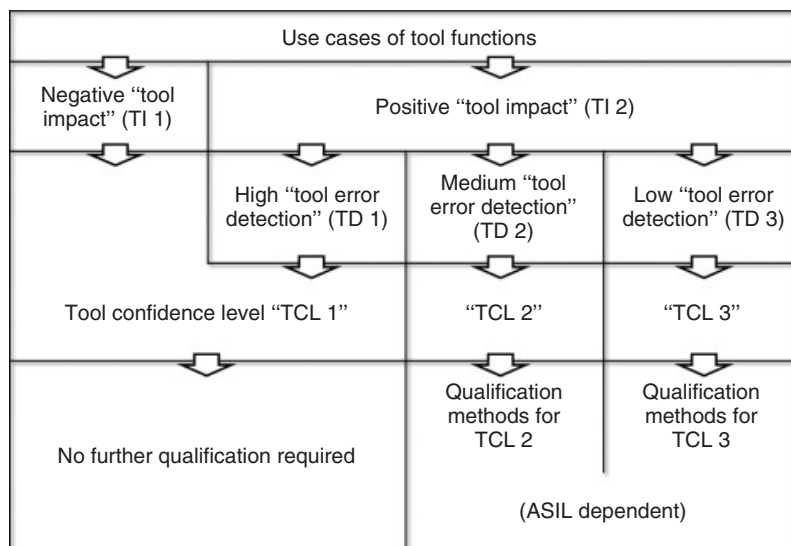 Use cases of tool functions
Negative “tool
impact” (TI 1)
Positive “tool impact” (TI 2)
High “tool error
detection” (TD 1)
Medium “tool
error detection”
(TD 2)
Low “tool error
detection” (TD 3)
Tool confidence level “TCL 1”
“TCL 2”
“TCL 3”
No further qualification required
Qualification
methods for
TCL 2
Qualification
methods for
TCL 3
(ASIL dependent)